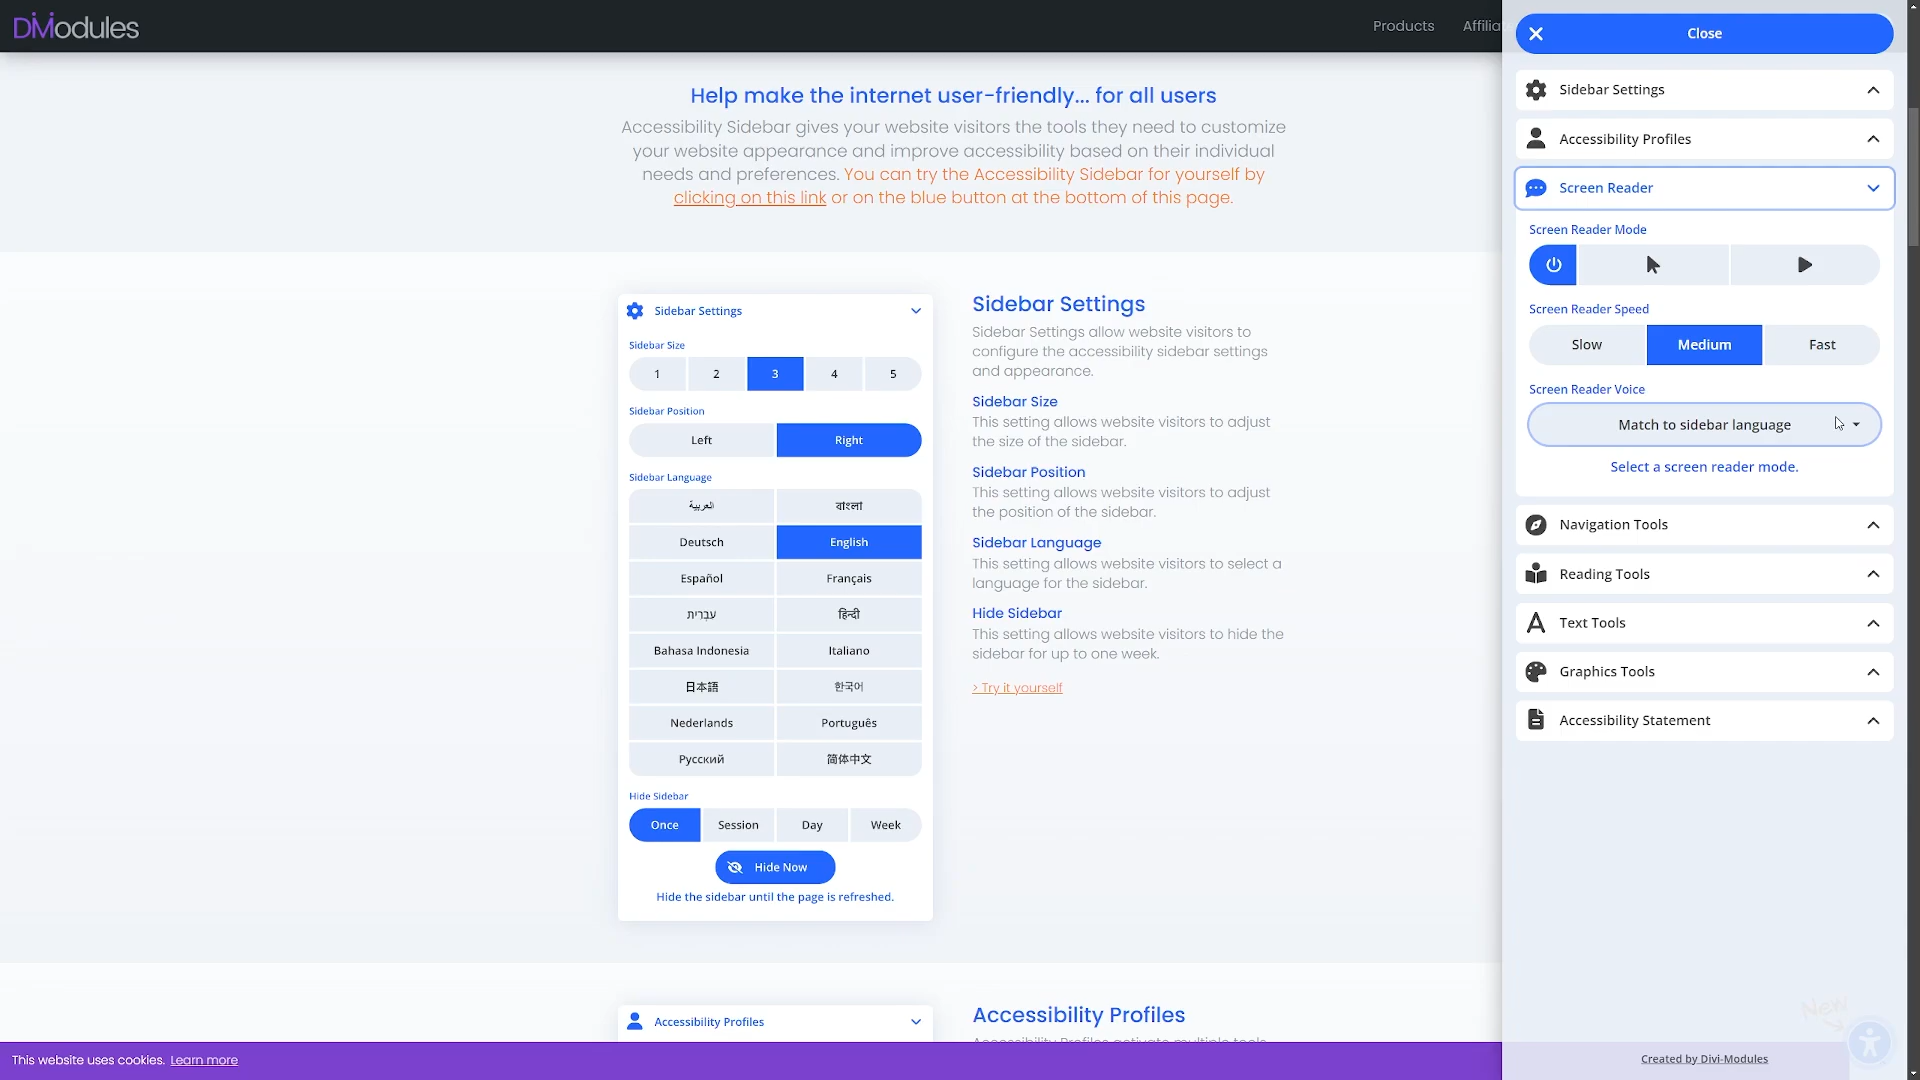 DiModules
Products
Help make the internet user-friendly... for all users
Accessibility Sidebar gives your website visitors the tools they need to customize
your website appearance and improve accessibility based on their individual
needs and preferences. You can try the Accessibility Sidebar for yourself by
clicking on this link or on the blue button at the bottom of this page.
Sidebar Settings
Sidebar Size
1 2 3 4 5
Sidebar Position
Left Right
Sidebar Language
العربية বাংলা
Deutsch English
Español Français
עברית हिन्दी
Bahasa Indonesia Italiano
日本語 한국어
Nederlands Português
Русский 简体中文
Hide Sidebar
Once Session Day Week
Hide Now
Hide the sidebar until the page is refreshed.
Sidebar Settings
Sidebar Settings allow website visitors to
configure the accessibility sidebar settings
and appearance.
Sidebar Size
This setting allows website visitors to adjust
the size of the sidebar.
Sidebar Position
This setting allows website visitors to adjust
the position of the sidebar.
Sidebar Language
This setting allows website visitors to select a
language for the sidebar.
Hide Sidebar
This setting allows website visitors to hide the
sidebar for up to one week.
> Try it yourself
Accessibility Profiles
Accessibility Profiles
Accessibility Profiles activate multiple tools
This website uses cookies. Learn more
Close
Sidebar Settings
Accessibility Profiles
Screen Reader
Screen Reader Mode
Screen Reader Speed
Slow Medium Fast
Screen Reader Voice
Match to sidebar language
Select a screen reader mode.
Navigation Tools
Reading Tools
Text Tools
Graphics Tools
Accessibility Statement
New
Created by Divi-Modules